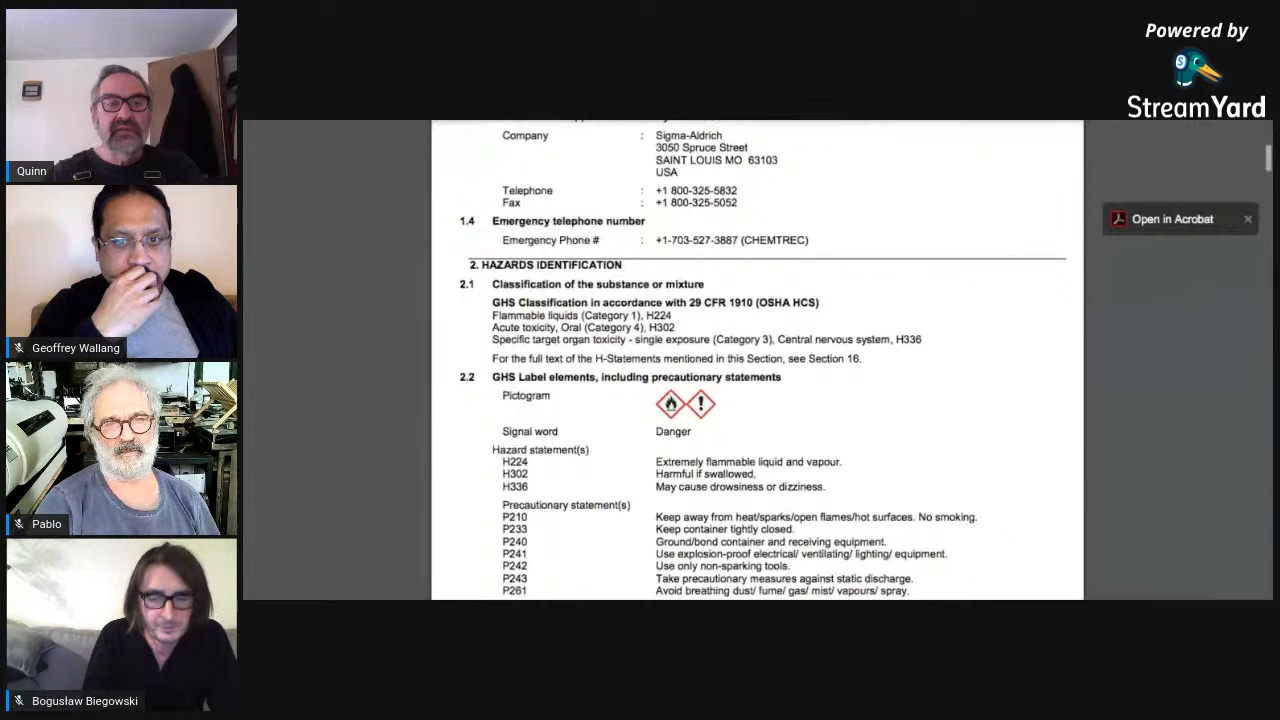 Powered by
StreamYard
Quinn
Geoffrey Wallang
Pablo
Bogusław Biegowski
Open in Acrobat
Company : Sigma-Aldrich
3050 Spruce Street
SAINT LOUIS MO 63103
USA
Telephone : +1 800-325-5832
Fax : +1 800-325-5052
1.4 Emergency telephone number
Emergency Phone # : +1-703-527-3887 (CHEMTREC)
2. HAZARDS IDENTIFICATION
2.1 Classification of the substance or mixture
GHS Classification in accordance with 29 CFR 1910 (OSHA HCS)
Flammable liquids (Category 1), H224
Acute toxicity, Oral (Category 4), H302
Specific target organ toxicity - single exposure (Category 3), Central nervous system, H336
For the full text of the H-Statements mentioned in this Section, see Section 16.
2.2 GHS Label elements, including precautionary statements
Pictogram
Signal word Danger
Hazard statement(s)
H224 Extremely flammable liquid and vapour.
H302 Harmful if swallowed.
H336 May cause drowsiness or dizziness.
Precautionary statement(s)
P210 Keep away from heat/sparks/open flames/hot surfaces. No smoking.
P233 Keep container tightly closed.
P240 Ground/bond container and receiving equipment.
P241 Use explosion-proof electrical/ ventilating/ lighting/ equipment.
P242 Use only non-sparking tools.
P243 Take precautionary measures against static discharge.
P261 Avoid breathing dust/ fume/ gas/ mist/ vapours/ spray.